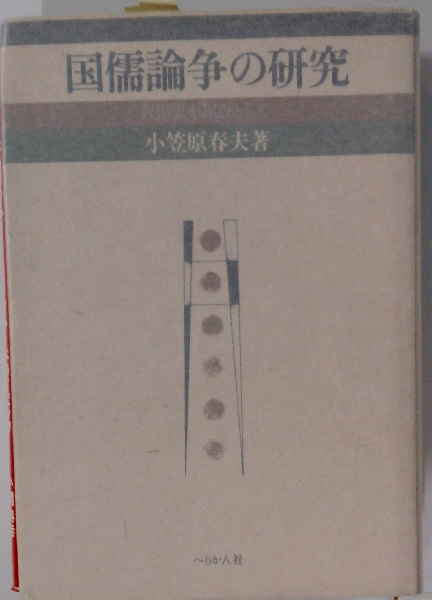 国儒論争の研究
小笠原春夫著
ぺりかん社